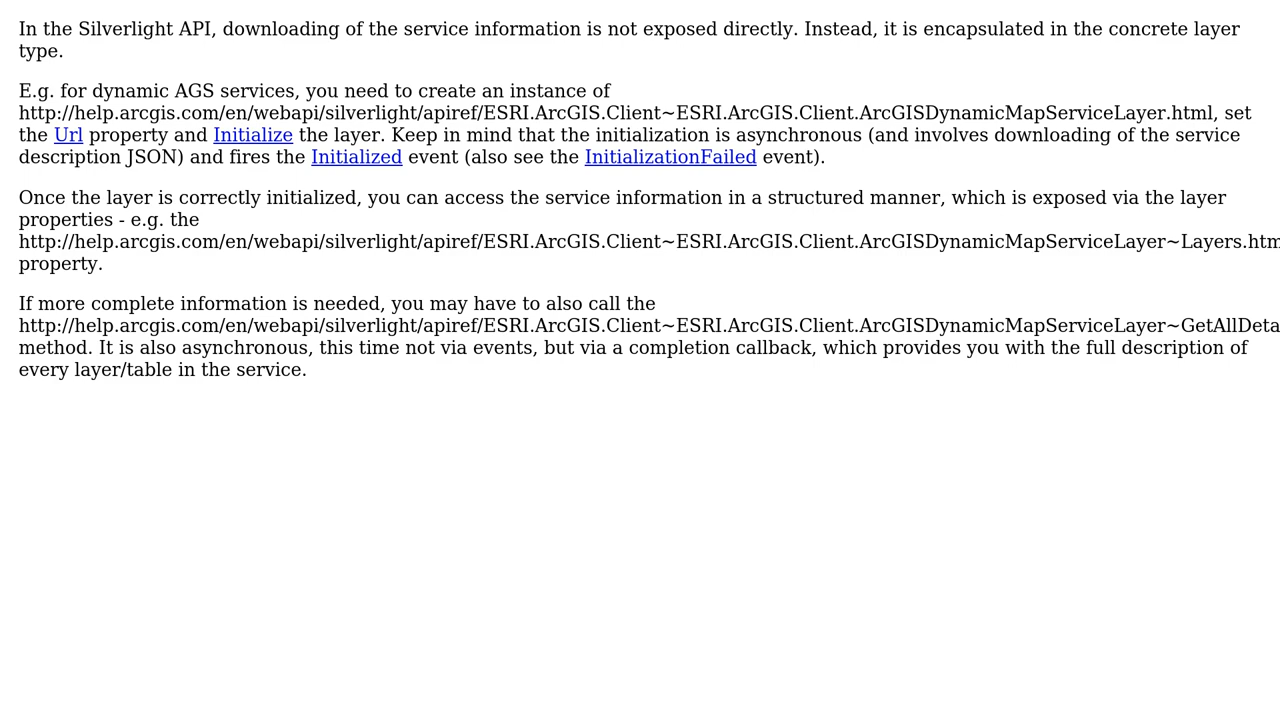 In the Silverlight API, downloading of the service information is not exposed directly. Instead, it is encapsulated in the concrete layer
type.
E.g. for dynamic AGS services, you need to create an instance of
http://help.arcgis.com/en/webapi/silverlight/apiref/ESRI.ArcGIS.Client~ESRI.ArcGIS.Client.ArcGISDynamicMapServiceLayer.html, set
the Url property and Initialize the layer. Keep in mind that the initialization is asynchronous (and involves downloading of the service
description JSON) and fires the Initialized event (also see the InitializationFailed event).
Once the layer is correctly initialized, you can access the service information in a structured manner, which is exposed via the layer
properties - e.g. the
http://help.arcgis.com/en/webapi/silverlight/apiref/ESRI.ArcGIS.Client~ESRI.ArcGIS.Client.ArcGISDynamicMapServiceLayer~Layers.htm
property.
If more complete information is needed, you may have to also call the
http://help.arcgis.com/en/webapi/silverlight/apiref/ESRI.ArcGIS.Client~ESRI.ArcGIS.Client.ArcGISDynamicMapServiceLayer~GetAllDeta
method. It is also asynchronous, this time not via events, but via a completion callback, which provides you with the full description of
every layer/table in the service.